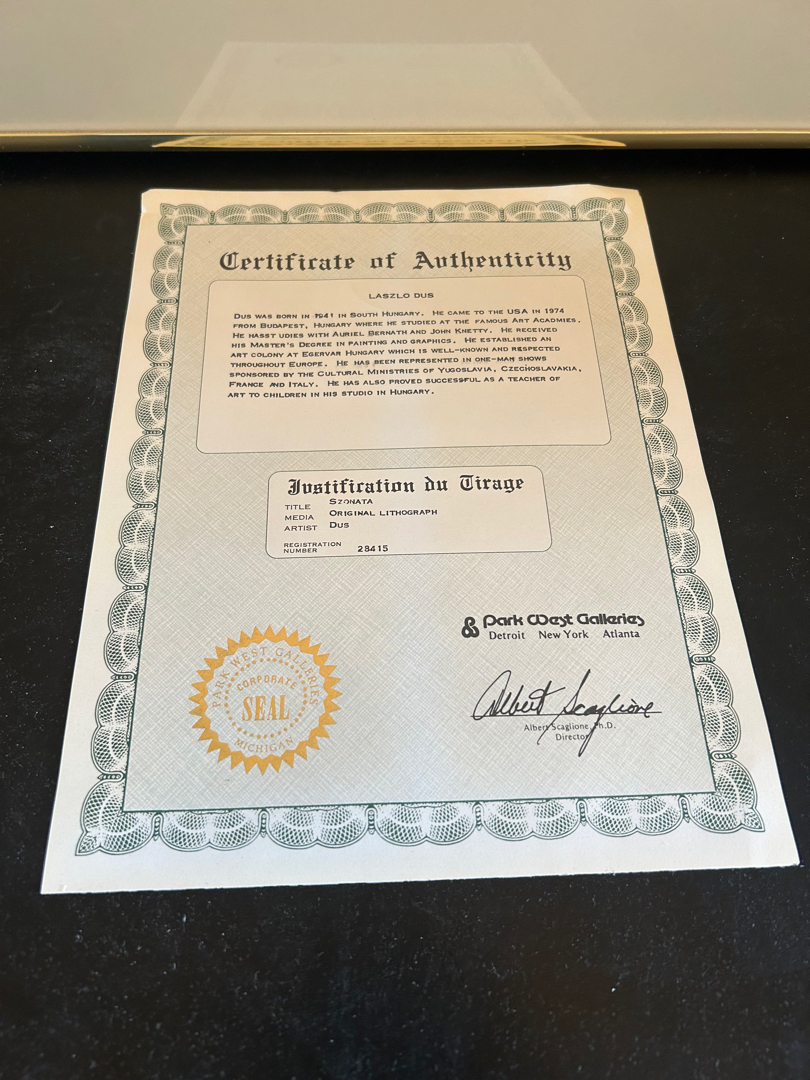 Certificate of Authenticity
LASZLO DUS
DUS WAS BORN IN 1941 IN SOUTH HUNGARY. HE CAME TO THE USA IN 1974
FROM BUDAPEST, HUNGARY WHERE HE STUDIED AT THE FAMOUS ART ACADMIES.
HE HASST UDIES WITH AURIEL BERNATH AND JOHN KNETTY. HE RECEIVED
HIS MASTER'S DEGREE IN PAINTING AND GRAPHICS. HE ESTABLISHED AN
ART COLONY AT EGERVAR HUNGARY WHICH IS WELL-KNOWN AND RESPECTED
THROUGHOUT EUROPE. HE HAS BEEN REPRESENTED IN ONE-MAN SHOWS
SPONSORED BY THE CULTURAL MINISTRIES OF YUGOSLAVIA, CZECHOSLAVAKIA,
FRANCE AND ITALY. HE HAS ALSO PROVED SUCCESSFUL AS A TEACHER OF
ART TO CHILDREN IN HIS STUDIO IN HUNGARY.
Justification du Tirage
TITLE SZONATA
MEDIA ORIGINAL LITHOGRAPH
ARTIST DUS
REGISTRATION
NUMBER 28415
Park West Galleries
Detroit New York Atlanta
PARK WEST GALLERIES
CORPORATE
SEAL
MICHIGAN
Albert Scaglione
Albert Scaglione, Ph.D.
Director